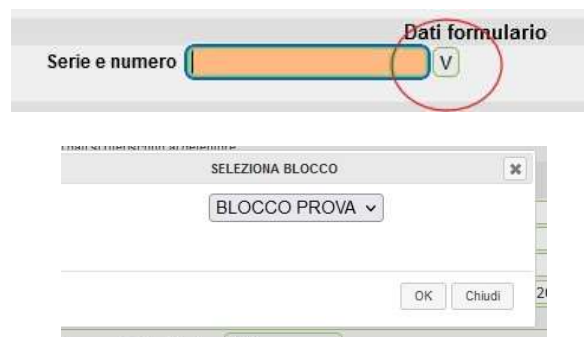 Dati formulario
Serie e numero V
SELEZIONA BLOCCO
BLOCCO PROVA
OK Chiudi